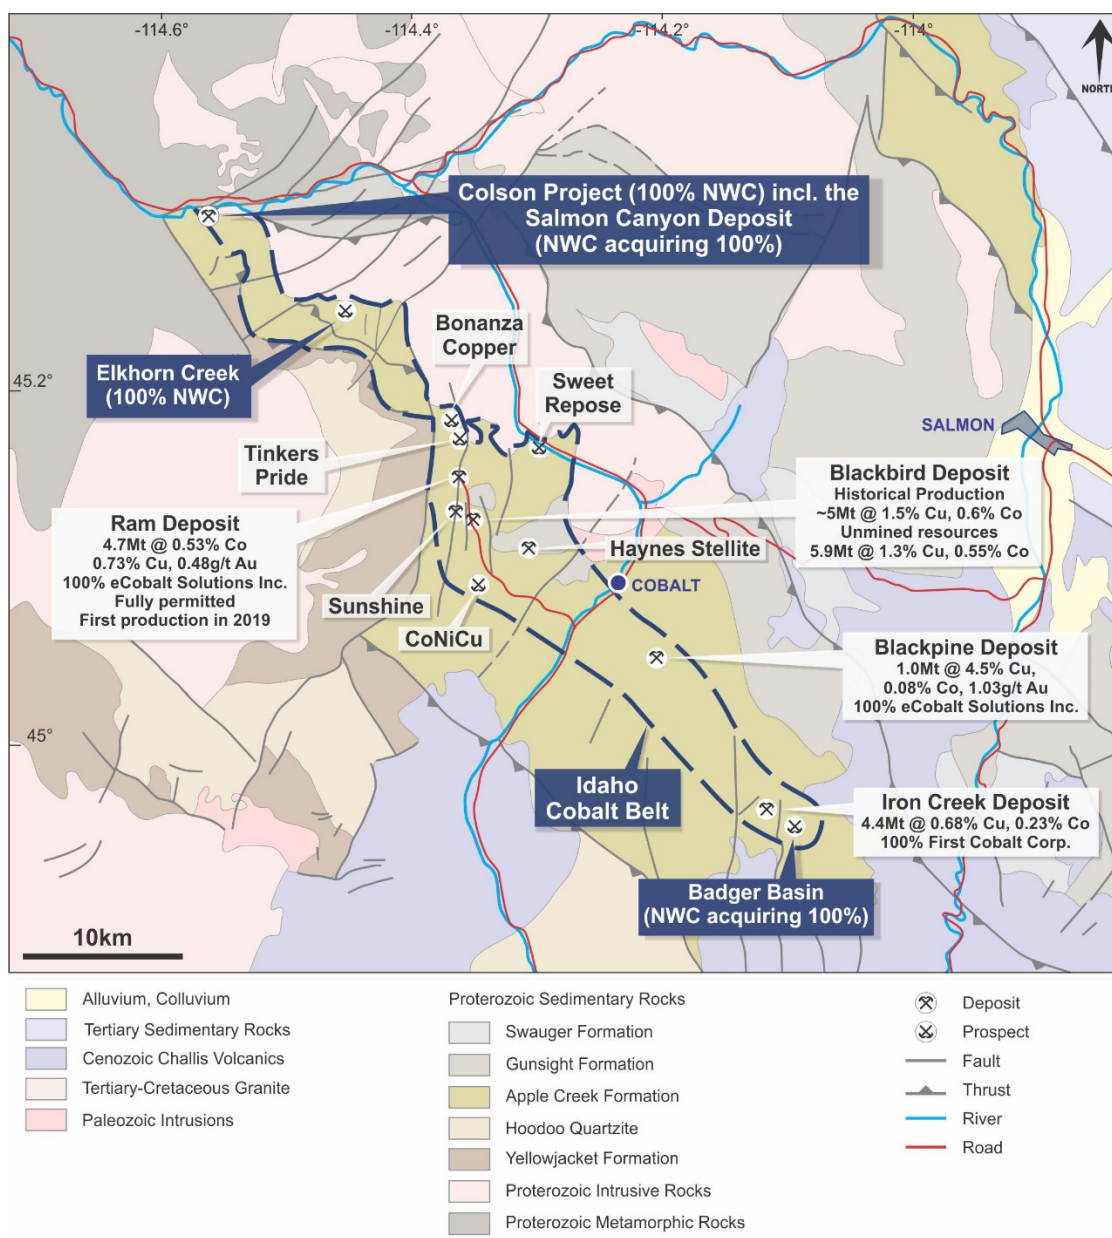 -114.6°
-114.4°
-114.2°
-114°
NORTH
Colson Project (100% NWC) incl. the
Salmon Canyon Deposit
(NWC acquiring 100%)
Bonanza
Copper
Elkhorn Creek
(100% NWC)
45.2°
Sweet
Repose
SALMON
Tinkers
Pride
Blackbird Deposit
Historical Production
~5Mt @ 1.5% Cu, 0.6% Co
Unmined resources
5.9Mt @ 1.3% Cu, 0.55% Co
Ram Deposit
4.7Mt @ 0.53% Co
0.73% Cu, 0.48g/t Au
100% eCobalt Solutions Inc.
Fully permitted
First production in 2019
Haynes Stellite
COBALT
Sunshine
CoNiCu
Blackpine Deposit
1.0Mt @ 4.5% Cu,
0.08% Co, 1.03g/t Au
100% eCobalt Solutions Inc.
45°
Idaho
Cobalt Belt
Iron Creek Deposit
4.4Mt @ 0.68% Cu, 0.23% Co
100% First Cobalt Corp.
Badger Basin
(NWC acquiring 100%)
10km
Alluvium, Colluvium
Tertiary Sedimentary Rocks
Cenozoic Challis Volcanics
Tertiary-Cretaceous Granite
Paleozoic Intrusions
Proterozoic Sedimentary Rocks
Swauger Formation
Gunsight Formation
Apple Creek Formation
Hoodoo Quartzite
Yellowjacket Formation
Proterozoic Intrusive Rocks
Proterozoic Metamorphic Rocks
Deposit
Prospect
Fault
Thrust
River
Road